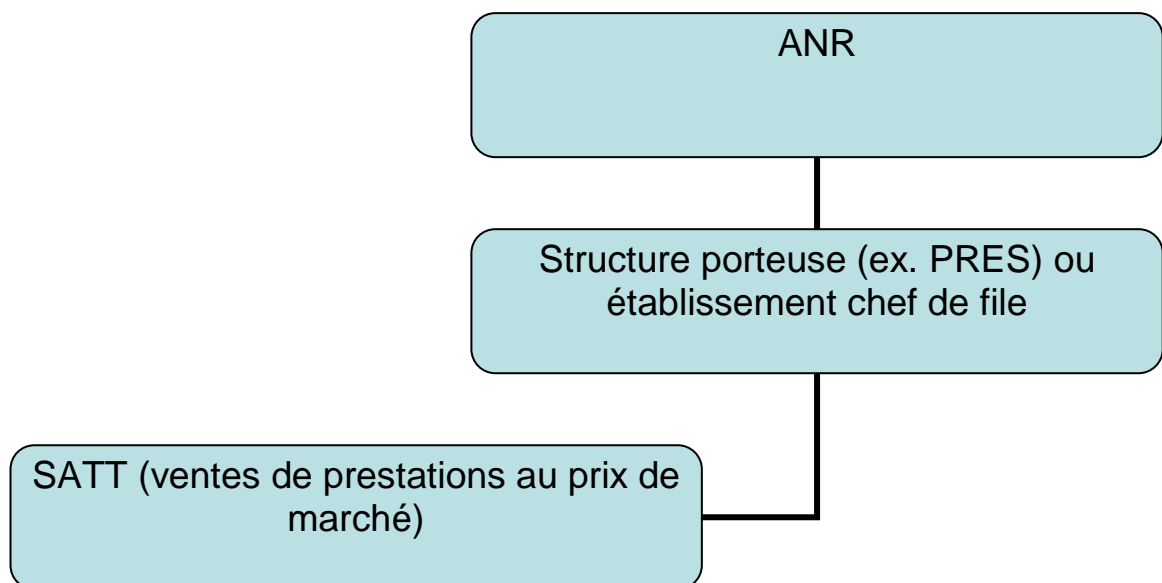 ANR
Structure porteuse (ex. PRES) ou
établissement chef de file
SATT (ventes de prestations au prix de
marché)